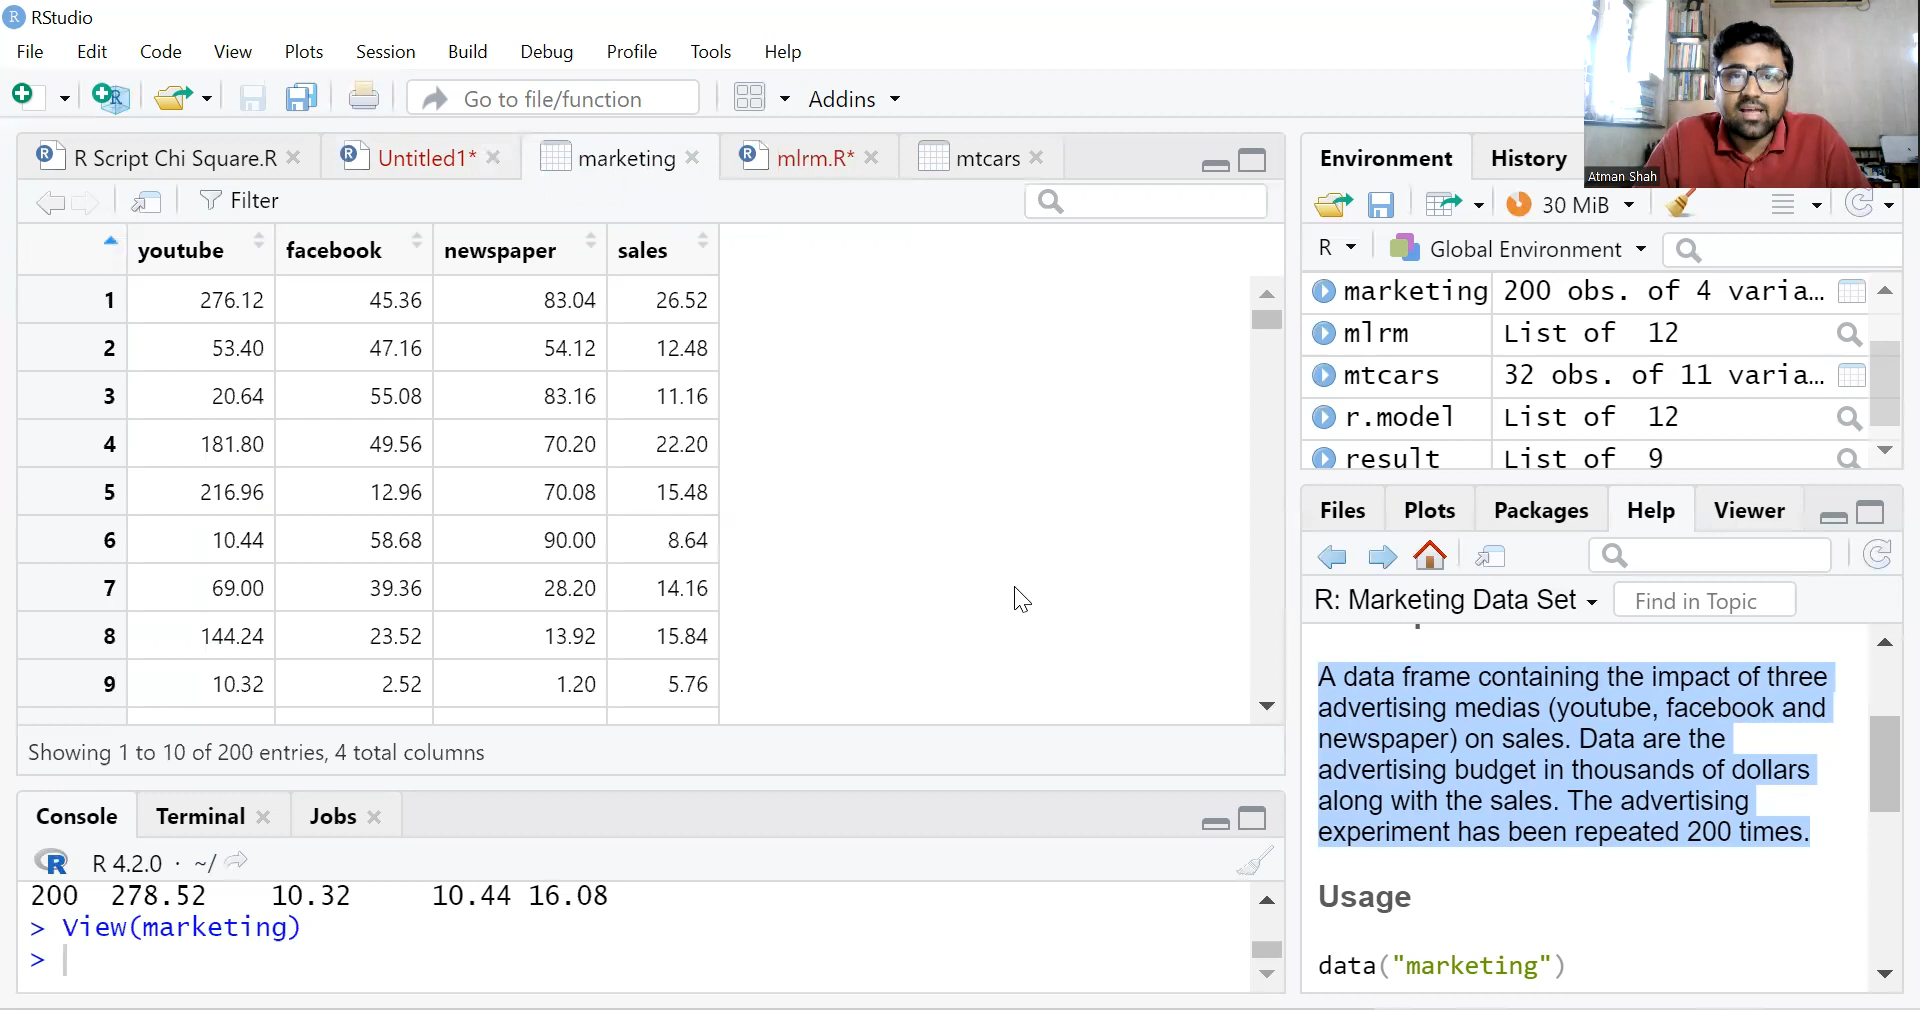 RStudio
File Edit Code View Plots Session Build Debug Profile Tools Help
Go to file/function Addins
Atman Shah
R Script Chi Square.R Untitled1* marketing mlrm.R* mtcars
Filter
youtube facebook newspaper sales
1 276.12 45.36 83.04 26.52
2 53.40 47.16 54.12 12.48
3 20.64 55.08 83.16 11.16
4 181.80 49.56 70.20 22.20
5 216.96 12.96 70.08 15.48
6 10.44 58.68 90.00 8.64
7 69.00 39.36 28.20 14.16
8 144.24 23.52 13.92 15.84
9 10.32 2.52 1.20 5.76
Showing 1 to 10 of 200 entries, 4 total columns
Console Terminal Jobs
R 4.2.0 · ~/
200 278.52 10.32 10.44 16.08
> View(marketing)
>
Environment History
30 MiB
R Global Environment
marketing 200 obs. of 4 varia…
mlrm List of 12
mtcars 32 obs. of 11 varia…
r.model List of 12
result List of 9
Files Plots Packages Help Viewer
R: Marketing Data Set Find in Topic
A data frame containing the impact of three
advertising medias (youtube, facebook and
newspaper) on sales. Data are the
advertising budget in thousands of dollars
along with the sales. The advertising
experiment has been repeated 200 times.
Usage
data("marketing")